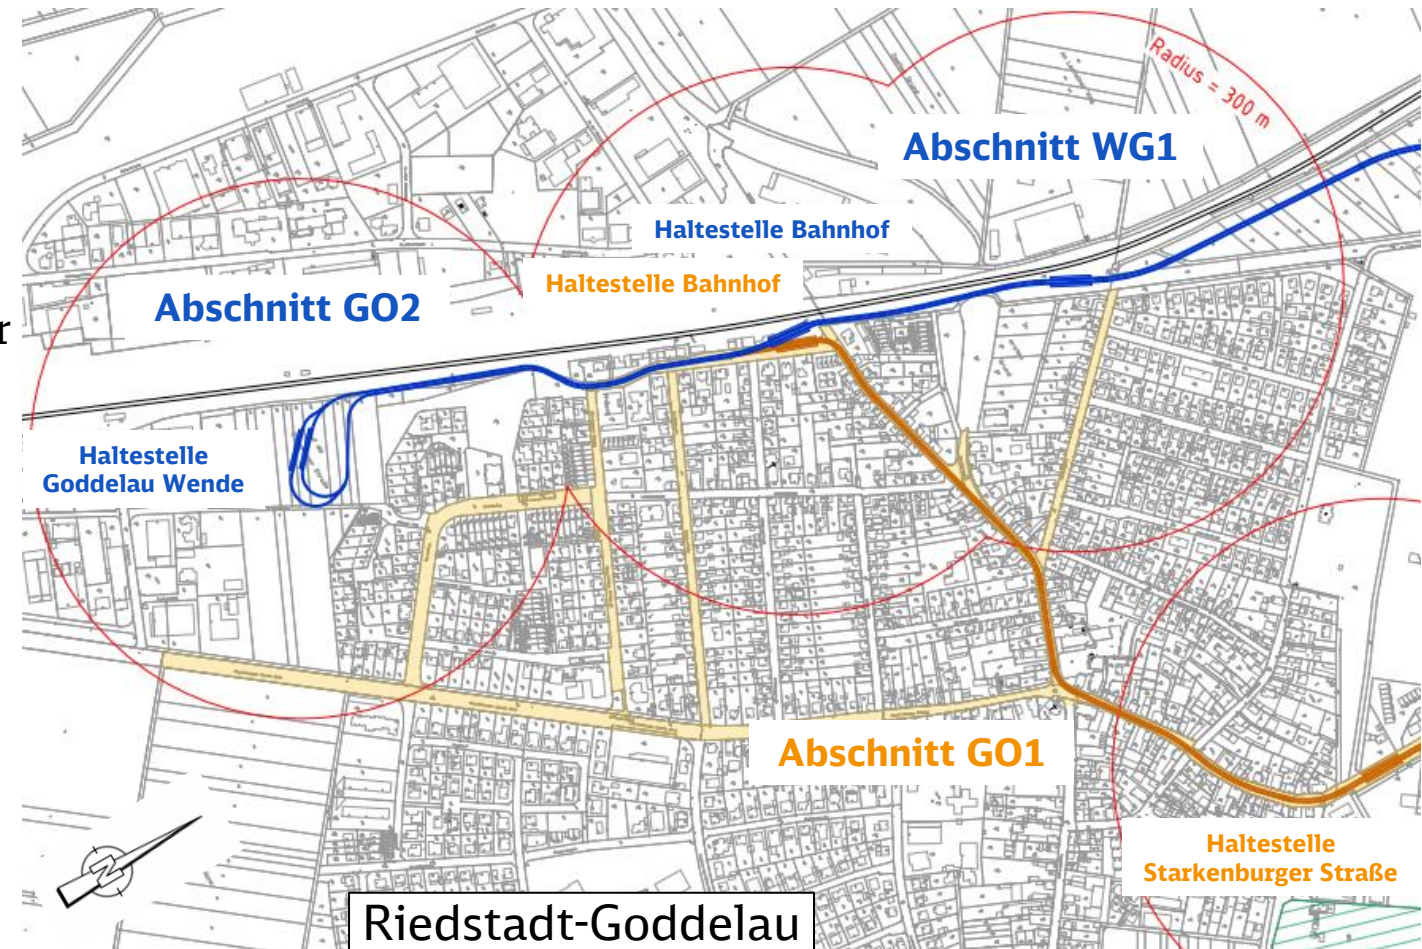 Radius = 300 m
Abschnitt WG1
Haltestelle Bahnhof
Haltestelle Bahnhof
Abschnitt GO2
r
Haltestelle
Goddelau Wende
Abschnitt GO1
Haltestelle
Starkenburger Straße
N
Riedstadt-Goddelau